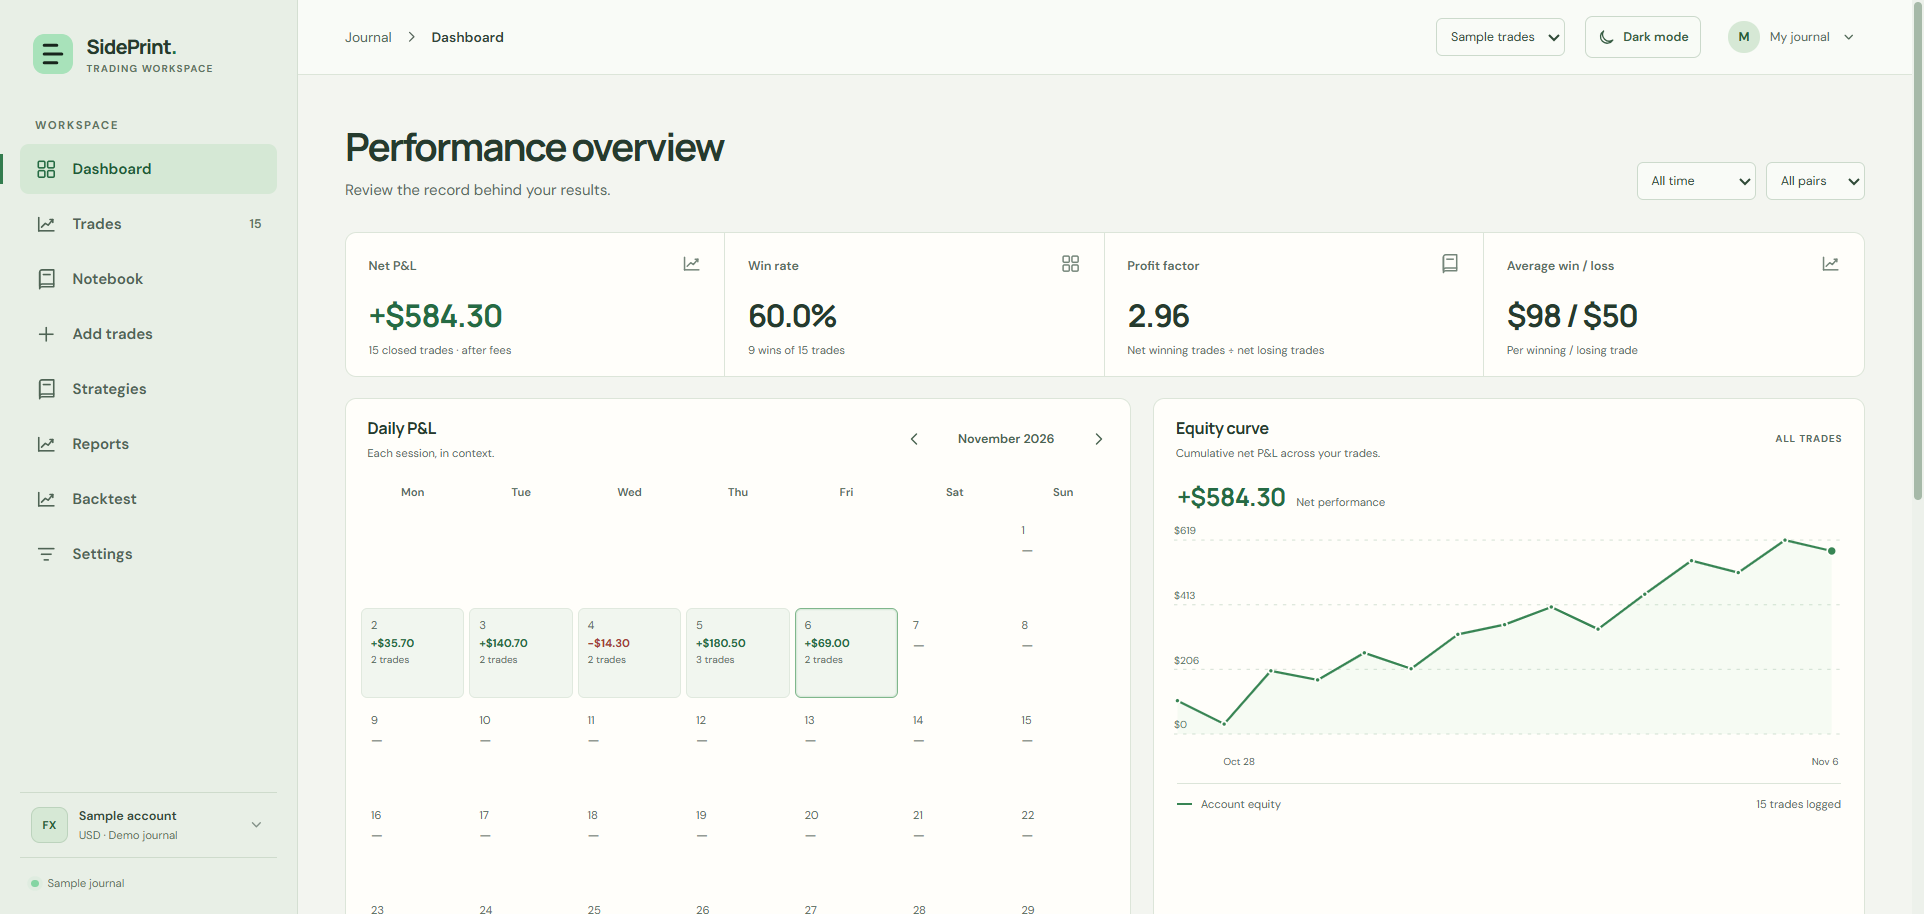 SidePrint.
TRADING WORKSPACE
WORKSPACE
Dashboard
Trades 15
Notebook
Add trades
Strategies
Reports
Backtest
Settings
FX
Sample account
USD · Demo journal
Sample journal
Journal > Dashboard
Sample trades
Dark mode
M My journal
Performance overview
Review the record behind your results.
All time
All pairs
Net P&L
+$584.30
15 closed trades · after fees
Win rate
60.0%
9 wins of 15 trades
Profit factor
2.96
Net winning trades ÷ net losing trades
Average win / loss
$98 / $50
Per winning / losing trade
Daily P&L
Each session, in context.
November 2026
Mon Tue Wed Thu Fri Sat Sun
1
—
2
+$35.70
2 trades
3
+$140.70
2 trades
4
-$14.30
2 trades
5
+$180.50
3 trades
6
+$69.00
2 trades
7
—
8
—
9 10 11 12 13 14 15
— — — — — — —
16 17 18 19 20 21 22
— — — — — — —
23 24 25 26 27 28 29
Equity curve
Cumulative net P&L across your trades.
ALL TRADES
+$584.30 Net performance
$619
$413
$206
$0
Oct 28 Nov 6
Account equity
15 trades logged